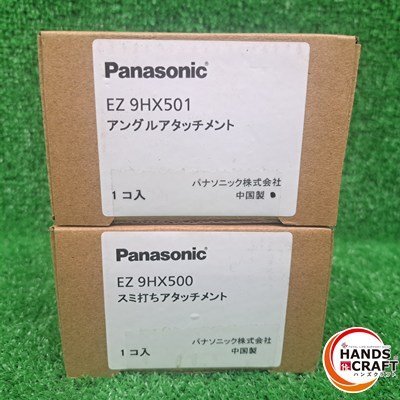 Panasonic
EZ 9HX501
アングルアタッチメント
パナソニック株式会社
1コ入
中国製
Panasonic
EZ 9HX500
スミ打ちアタッチメント
パナソニック株式会社
1コ入
中国製
HANDS
CRAFT
ハンズクラフト